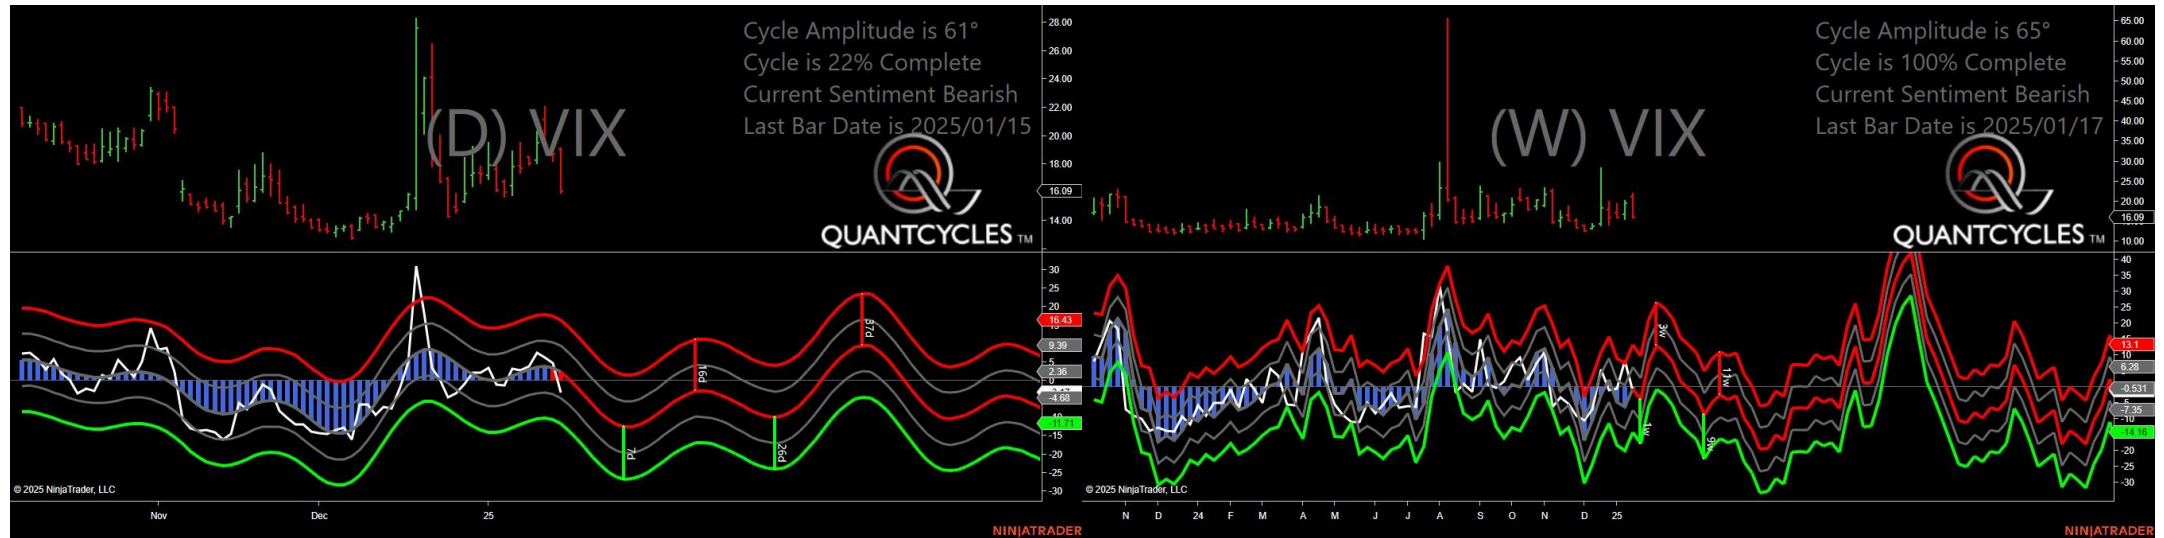 Cycle Amplitude is 61°
Cycle is 22% Complete
Current Sentiment Bearish
Last Bar Date is 2025/01/15
(D) VIX
QUANTCYCLES TM
28.00
26.00
24.00
22.00
20.00
18.00
16.09
14.00
30
25
20
16.43
9.39
5
2.36
0
-4.68
-11.71
-15
-20
-25
-30
7d
16d
26d
37d
© 2025 NinjaTrader, LLC
Nov
Dec
25
NINJATRADER
Cycle Amplitude is 65°
Cycle is 100% Complete
Current Sentiment Bearish
Last Bar Date is 2025/01/17
(W) VIX
QUANTCYCLES TM
65.00
60.00
55.00
50.00
45.00
40.00
35.00
30.00
25.00
20.00
16.09
10.00
40
35
30
25
20
13.1
10
6.28
-0.531
-7.35
-10
-14.16
-20
-25
-30
3w
11w
1w
9w
© 2025 NinjaTrader, LLC
N D 24 F M A M J J A S O N D 25
NINJATRADER